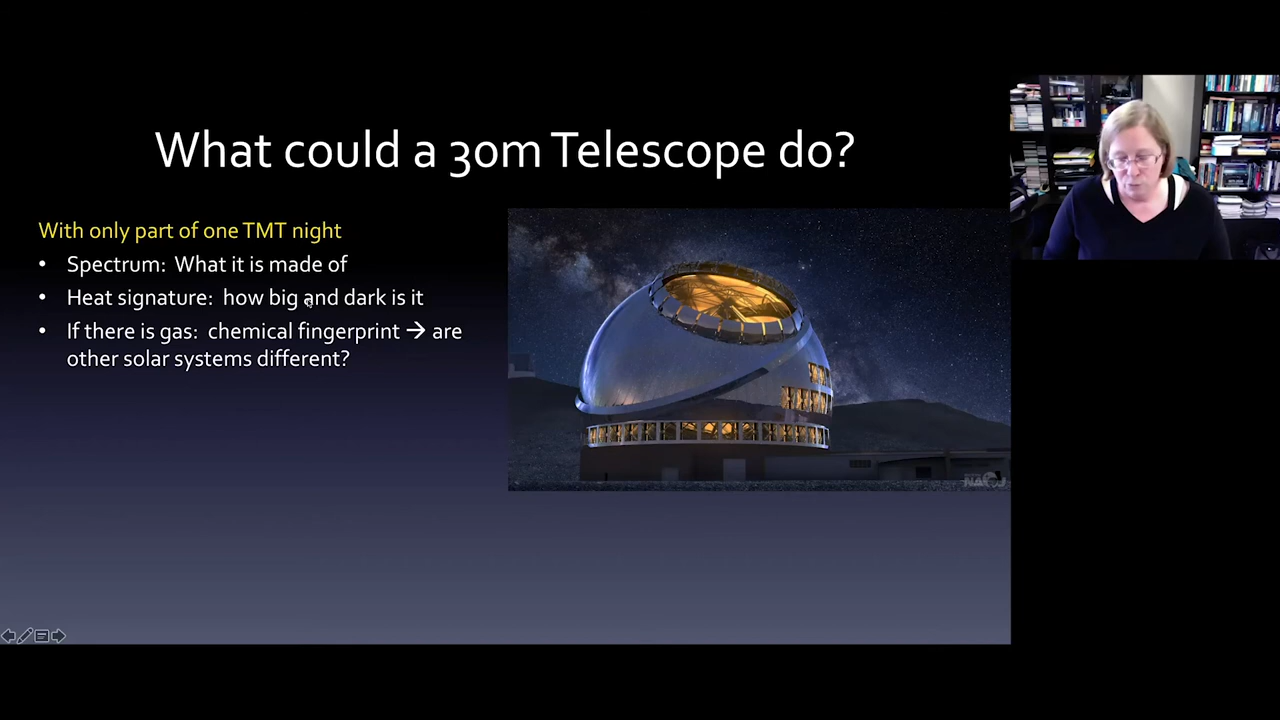 What could a 30m Telescope do?
With only part of one TMT night
• Spectrum: What it is made of
• Heat signature: how big and dark is it
• If there is gas: chemical fingerprint → are
other solar systems different?
NAOJ